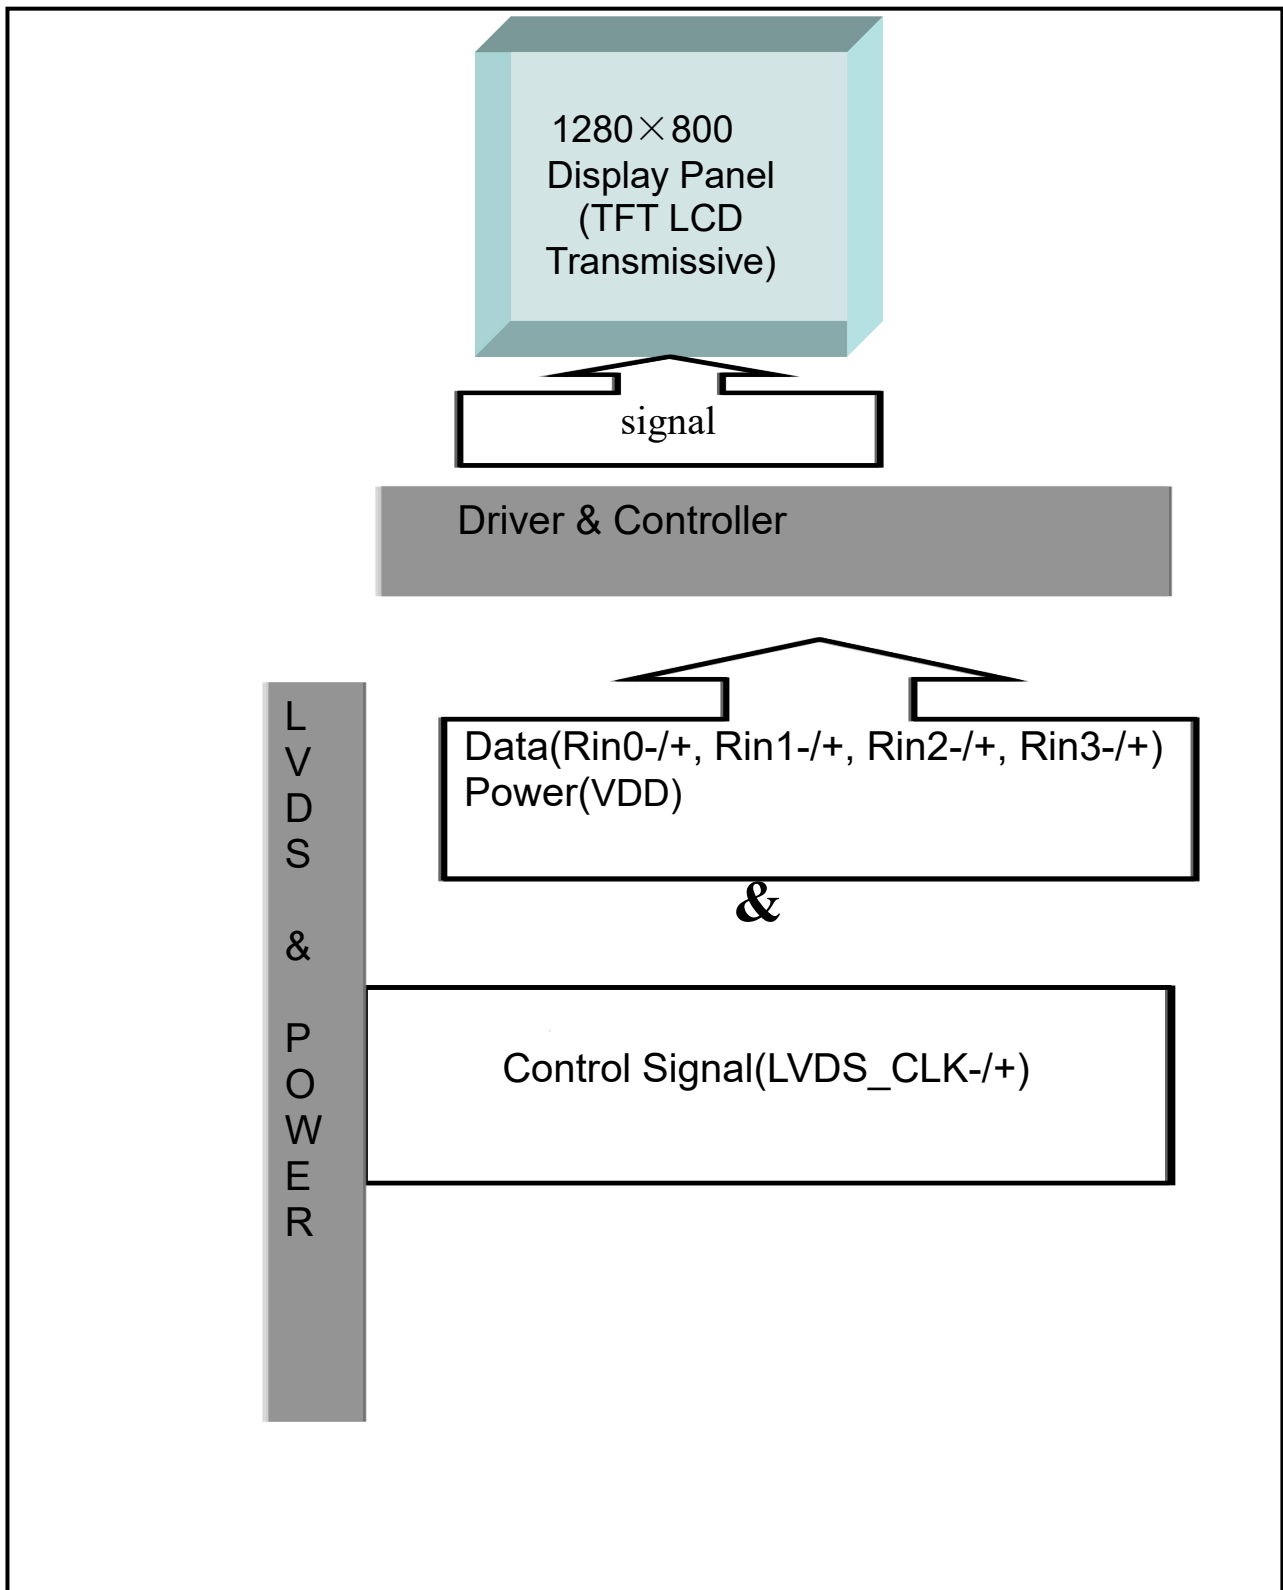 1280×800
Display Panel
(TFT LCD
Transmissive)
signal
Driver & Controller
L
V
D
S
&
P
O
W
E
R
Data(Rin0-/+, Rin1-/+, Rin2-/+, Rin3-/+)
Power(VDD)
&
Control Signal(LVDS_CLK-/+)